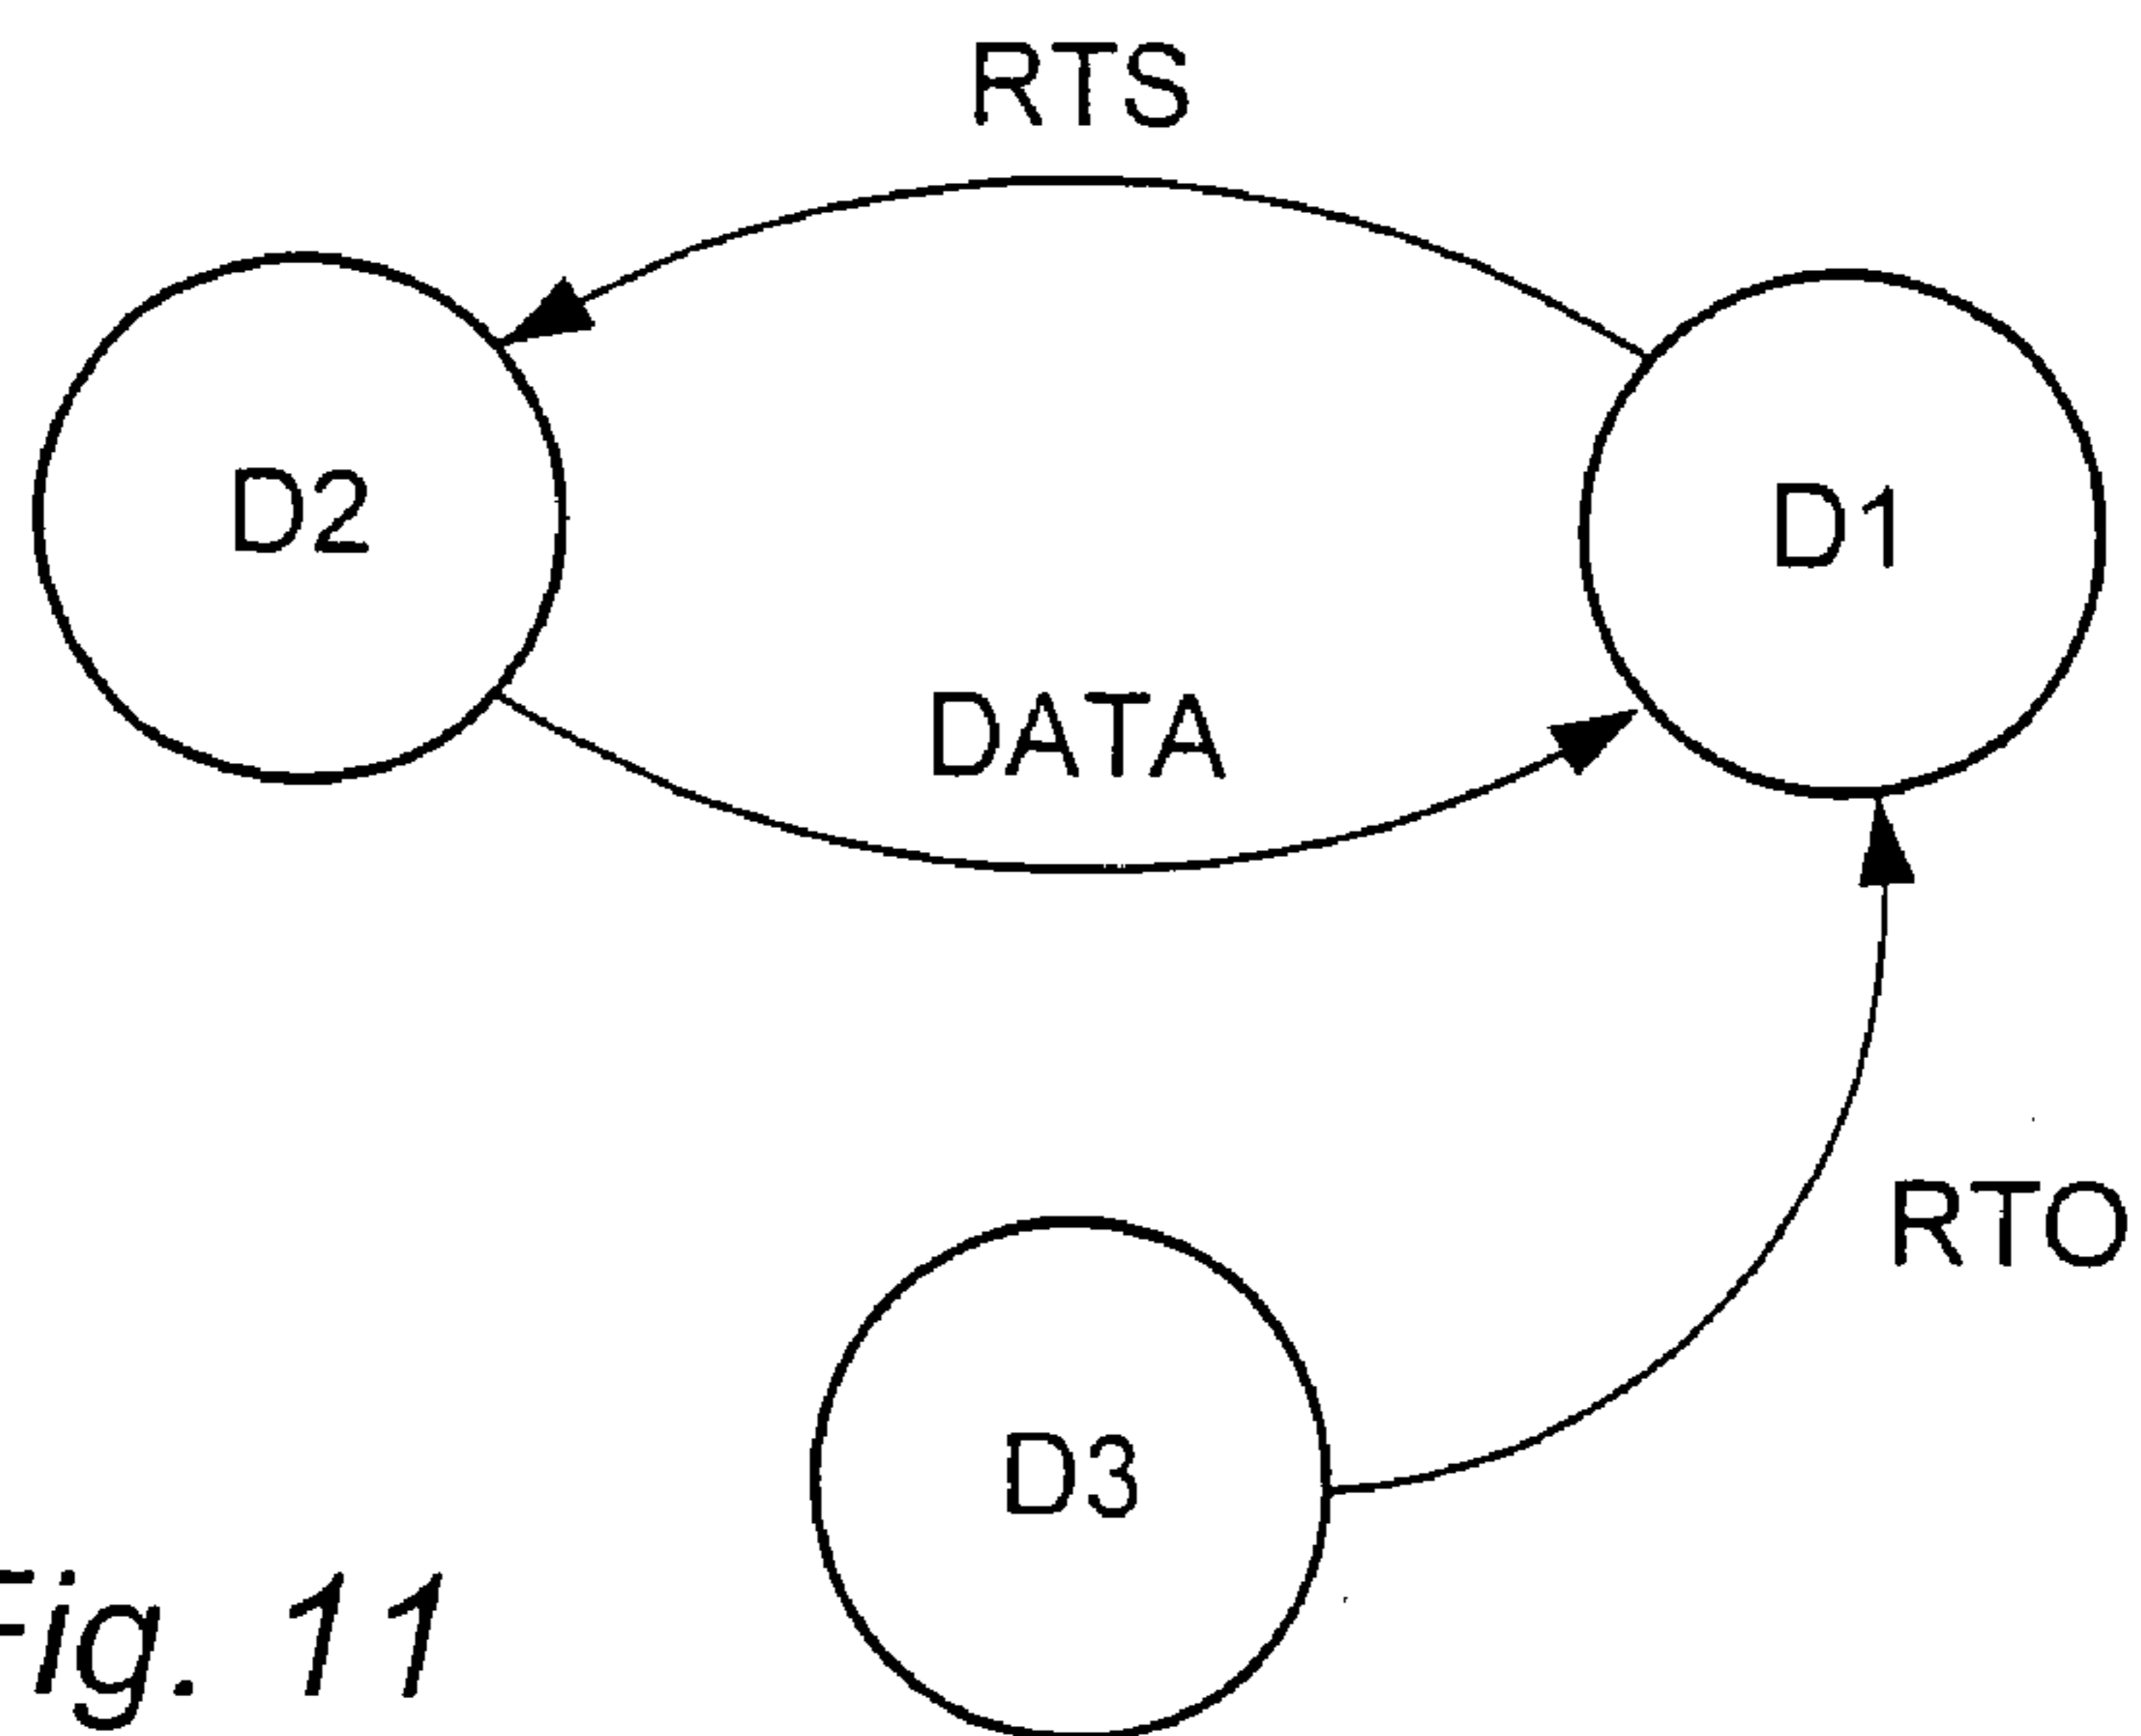 RTS
D2
D1
DATA
RTO
D3
Fig. 11